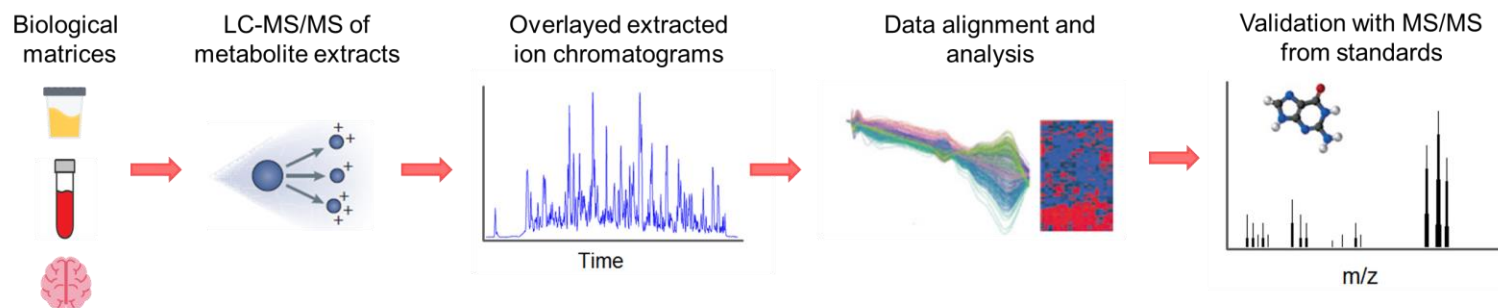 Biological
matrices
LC-MS/MS of
metabolite extracts
Overlayed extracted
ion chromatograms
Data alignment and
analysis
Validation with MS/MS
from standards
+
+
+
+
+
+
Time
m/z